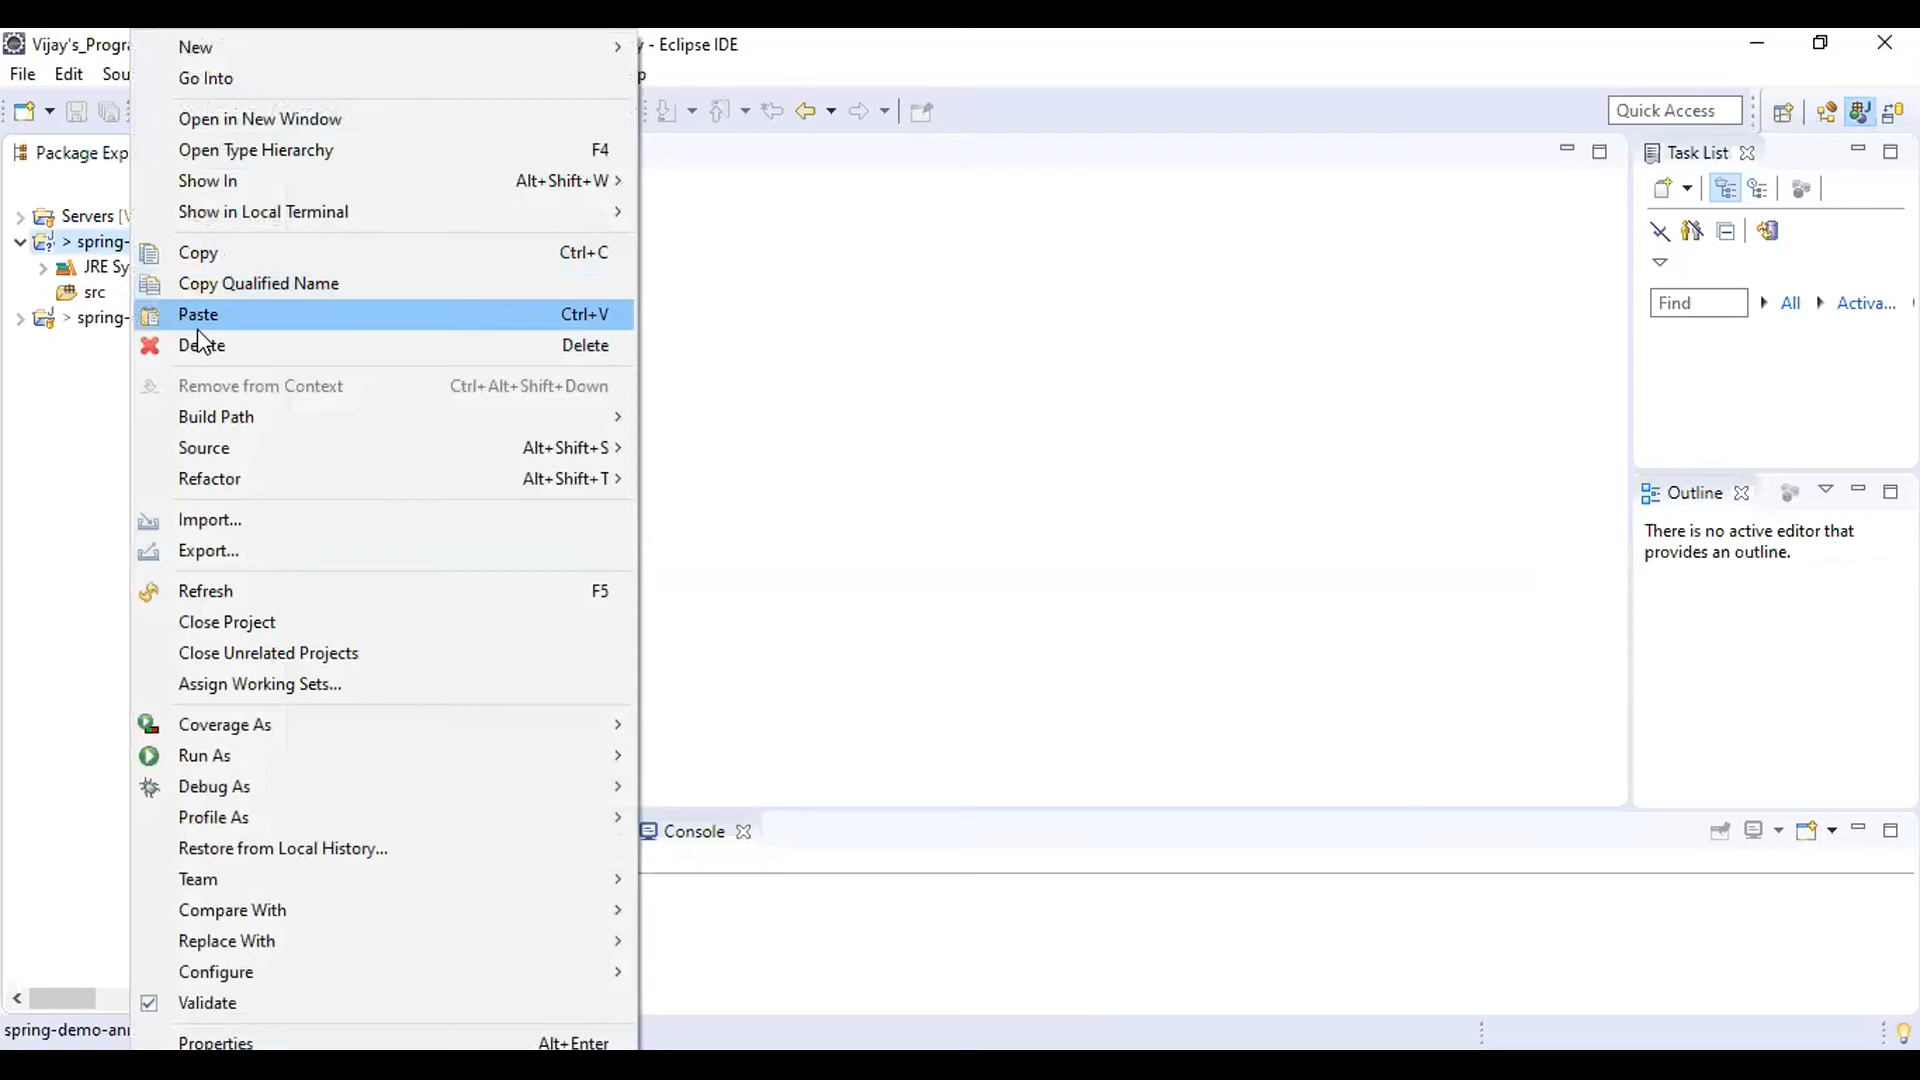 Vijay's_Progra
y - Eclipse IDE
File Edit Sou
p
Quick Access
Package Exp
Servers [V
> spring-
JRE Sy
src
> spring-
New
Go Into
Open in New Window
Open Type Hierarchy F4
Show In Alt+Shift+W
Show in Local Terminal
Copy Ctrl+C
Copy Qualified Name
Paste Ctrl+V
Delete Delete
Remove from Context Ctrl+Alt+Shift+Down
Build Path
Source Alt+Shift+S
Refactor Alt+Shift+T
Import...
Export...
Refresh F5
Close Project
Close Unrelated Projects
Assign Working Sets...
Coverage As
Run As
Debug As
Profile As
Restore from Local History...
Team
Compare With
Replace With
Configure
Validate
Properties Alt+Enter
Task List
Find All Activa...
Outline
There is no active editor that
provides an outline.
Console
spring-demo-ann